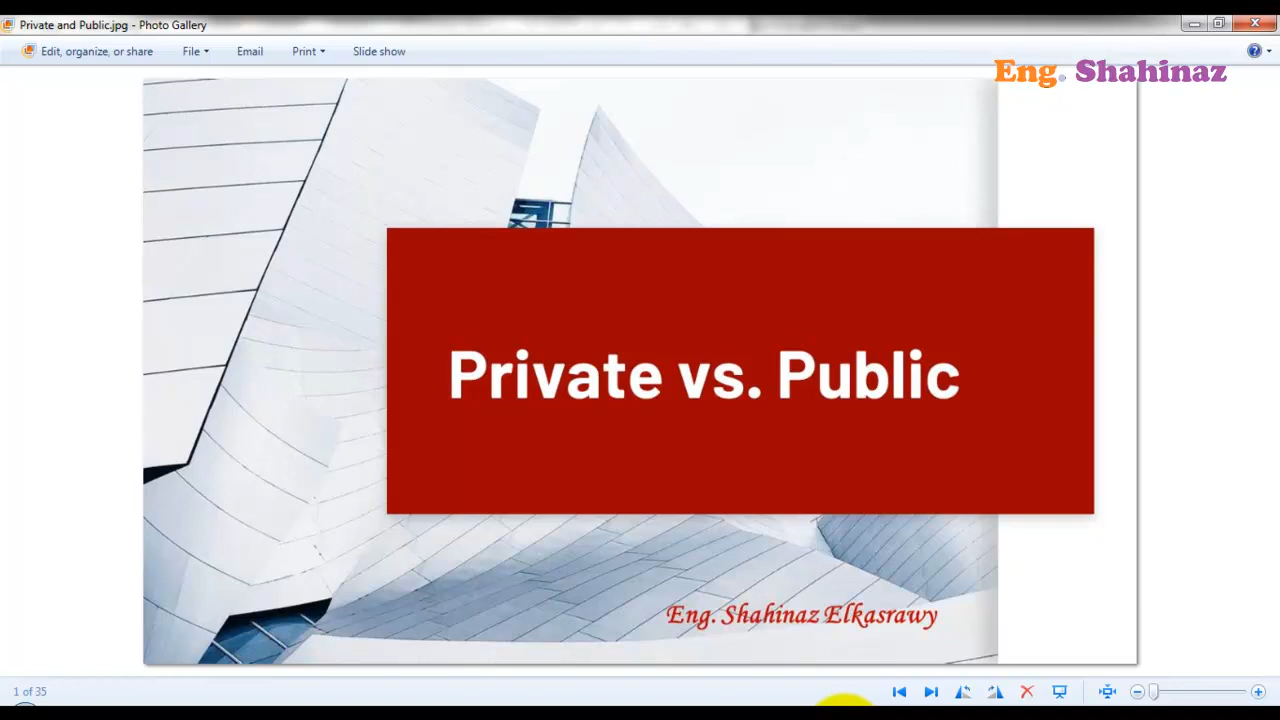 Private and Public.jpg - Photo Gallery
Edit, organize, or share File Email Print Slide show
Eng. Shahinaz
Private vs. Public
Eng. Shahinaz Elkasrawy
1 of 35